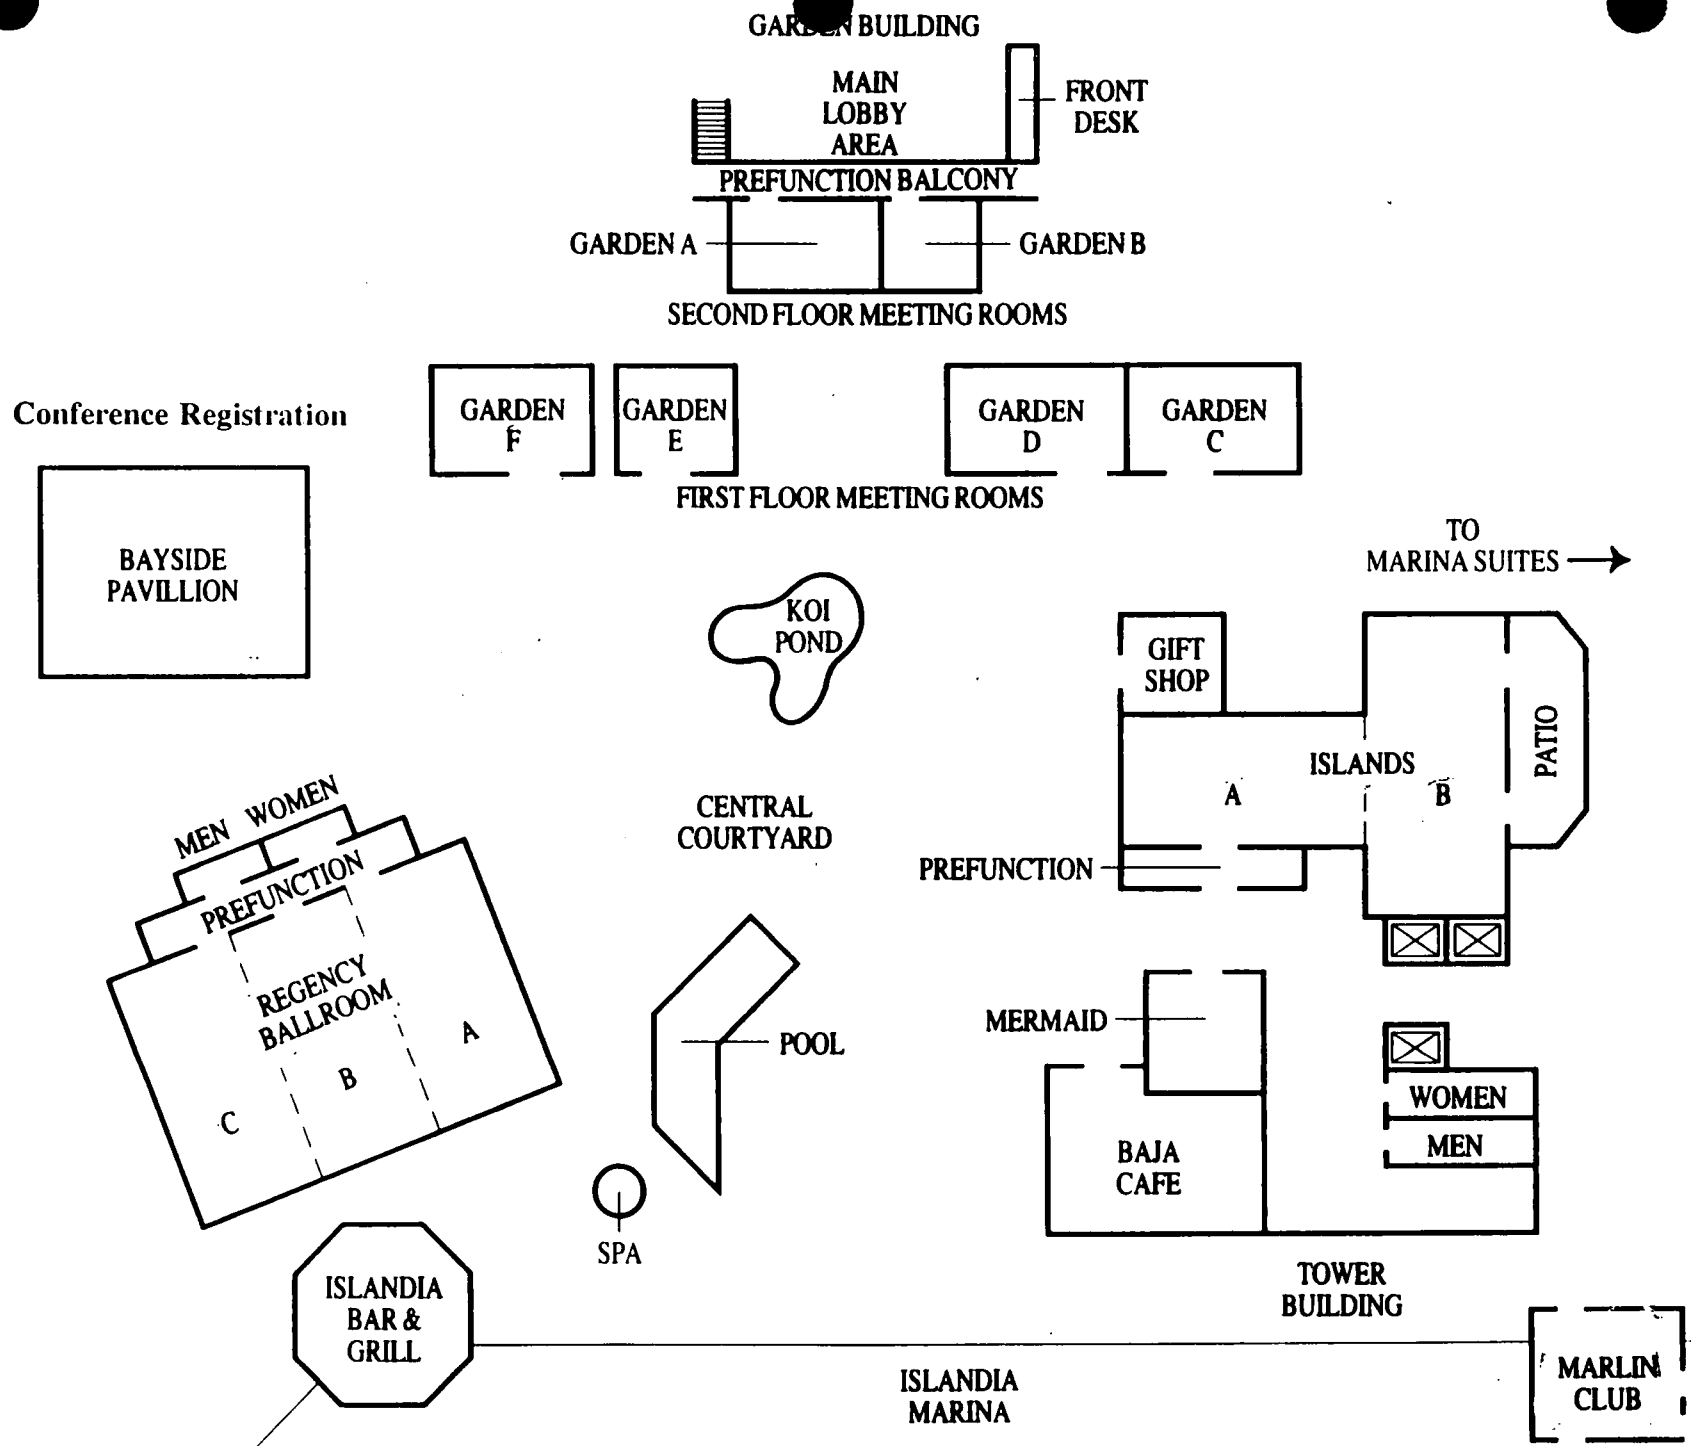 GARDEN BUILDING
MAIN
LOBBY
AREA
FRONT
DESK
PREFUNCTION BALCONY
GARDEN A
GARDEN B
SECOND FLOOR MEETING ROOMS
Conference Registration
GARDEN
F
GARDEN
E
GARDEN
D
GARDEN
C
FIRST FLOOR MEETING ROOMS
BAYSIDE
PAVILLION
TO
MARINA SUITES
KOI
POND
GIFT
SHOP
ISLANDS
A
B
PATIO
MEN
WOMEN
PREFUNCTION
CENTRAL
COURTYARD
PREFUNCTION
REGENCY
BALLROOM
A
B
C
POOL
MERMAID
WOMEN
MEN
BAJA
CAFE
SPA
ISLANDIA
BAR &
GRILL
TOWER
BUILDING
ISLANDIA
MARINA
MARLIN
CLUB